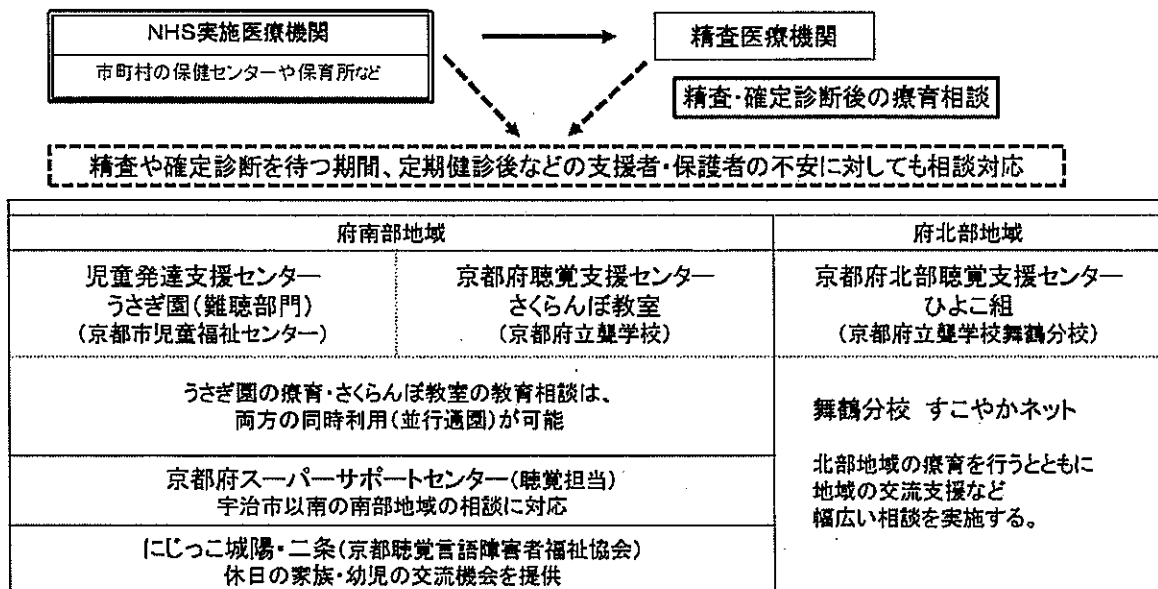 NHS実施医療機関
市町村の保健センターや保育所など
精査医療機関
精査・確定診断後の療育相談
精査や確定診断を待つ期間、定期健診後などの支援者・保護者の不安に対しても相談対応
府南部地域
府北部地域
児童発達支援センター
うさぎ園(難聴部門)
(京都市児童福祉センター)
京都府聴覚支援センター
さくらんぼ教室
(京都府立聾学校)
京都府北部聴覚支援センター
ひよこ組
(京都府立聾学校舞鶴分校)
うさぎ園の療育・さくらんぼ教室の教育相談は、
両方の同時利用(並行通園)が可能
舞鶴分校 すこやかネット
北部地域の療育を行うとともに
地域の交流支援など
幅広い相談を実施する。
京都府スーパーサポートセンター(聴覚担当)
宇治市以南の南部地域の相談に対応
にじっこ城陽・二条(京都聴覚言語障害者福祉協会)
休日の家族・幼児の交流機会を提供